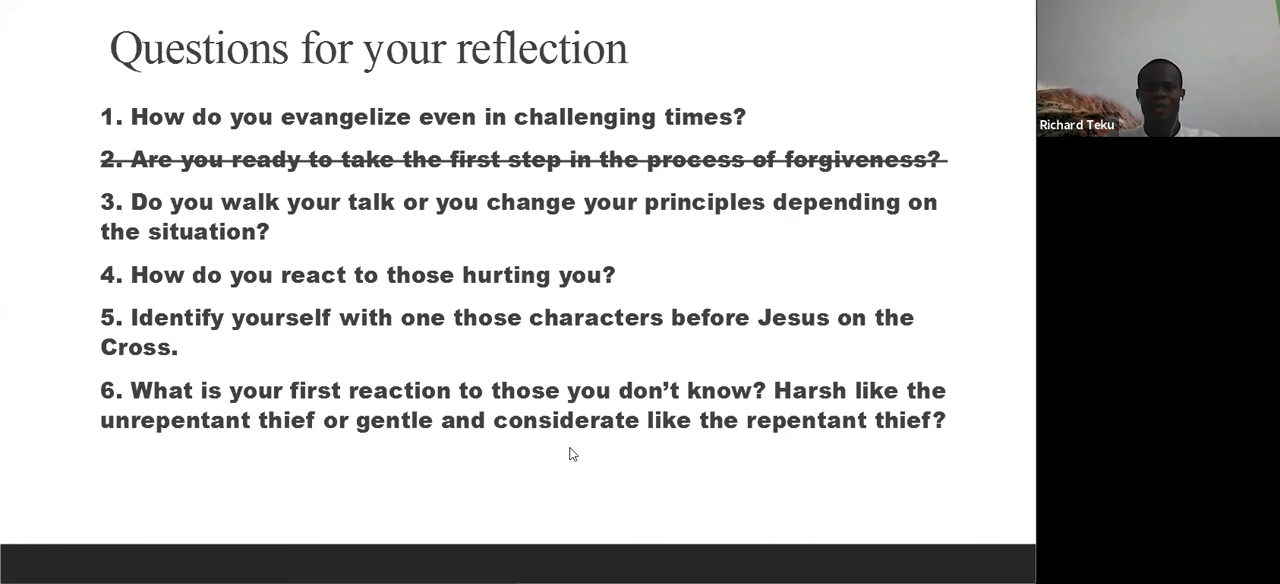 Questions for your reflection
1. How do you evangelize even in challenging times?
2. Are you ready to take the first step in the process of forgiveness?
3. Do you walk your talk or you change your principles depending on
the situation?
4. How do you react to those hurting you?
5. Identify yourself with one those characters before Jesus on the
Cross.
6. What is your first reaction to those you don’t know? Harsh like the
unrepentant thief or gentle and considerate like the repentant thief?
Richard Teku